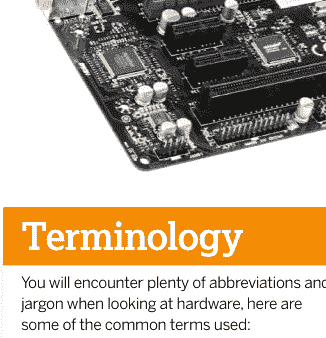 Terminology
You will encounter plenty of abbreviations and
jargon when looking at hardware, here are
some of the common terms used: